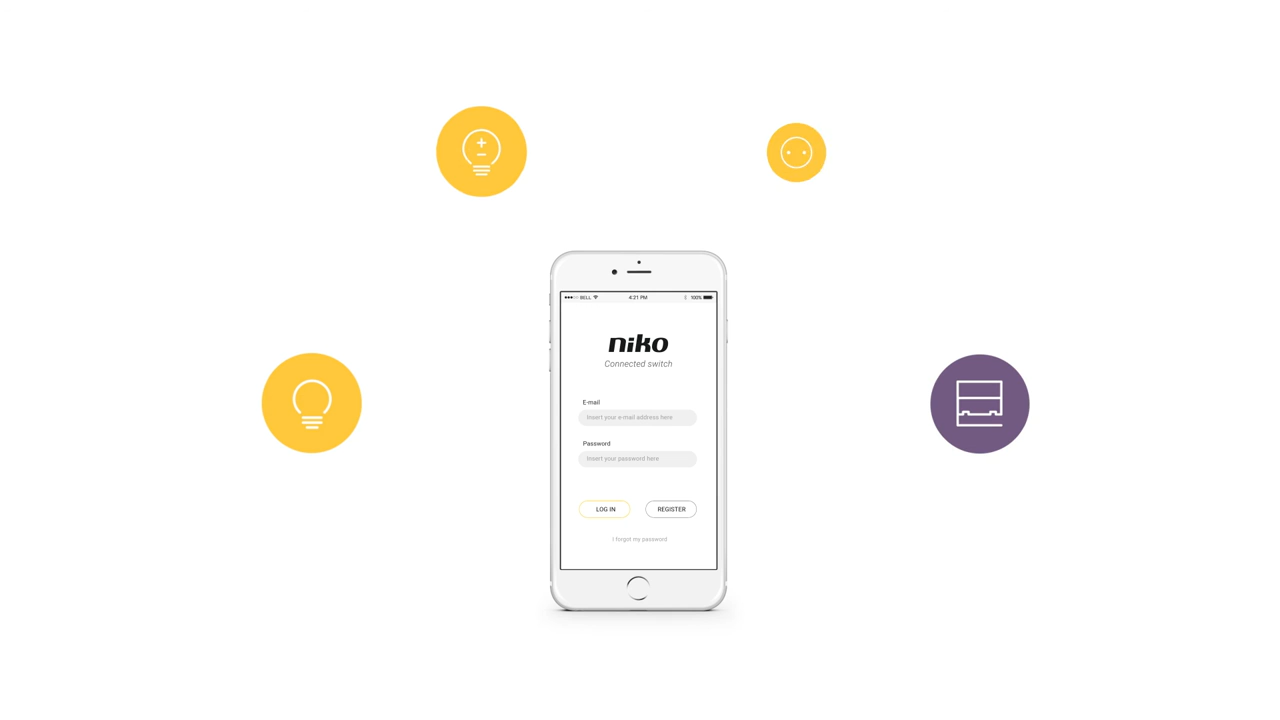 BELL 4:21 PM 100%
niko
Connected switch
E-mail
Insert your e-mail address here
Password
Insert your password here
LOG IN REGISTER
I forgot my password